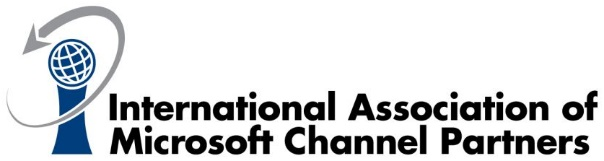 International Association of
Microsoft Channel Partners